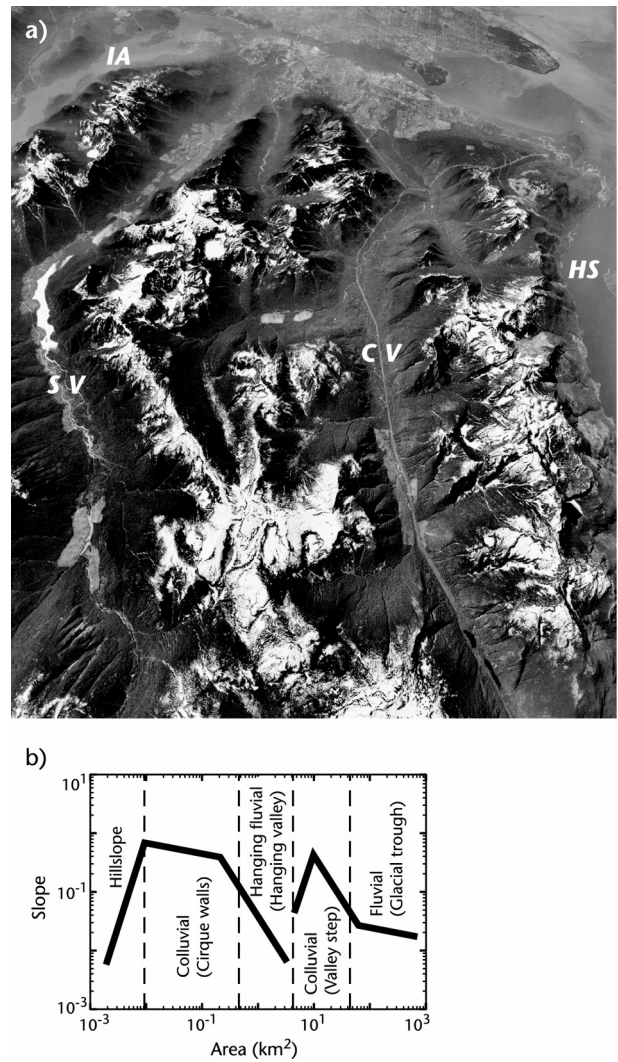 a)
IA
HS
C V
S V
b)
10^1
10^-1
10^-3
Slope
Hillslope
Colluvial
(Cirque walls)
Hanging fluvial
(Hanging valley)
Colluvial
(Valley step)
Fluvial
(Glacial trough)
10^-3
10^-1
10^1
10^3
Area (km^2)